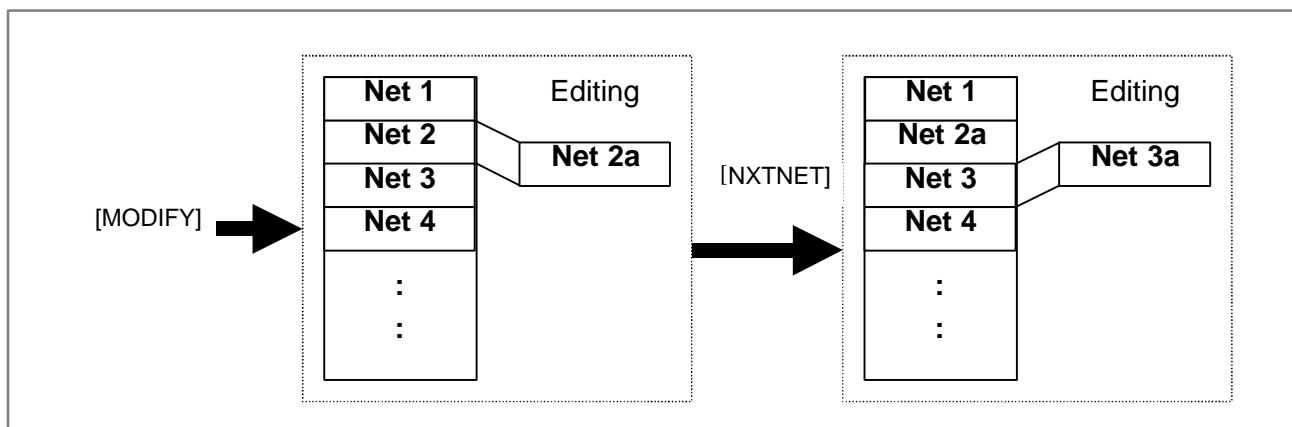 [MODIFY]
Net 1
Net 2
Net 3
Net 4
:
:
Editing
Net 2a
[NXTNET]
Net 1
Net 2a
Net 3
Net 4
:
:
Editing
Net 3a